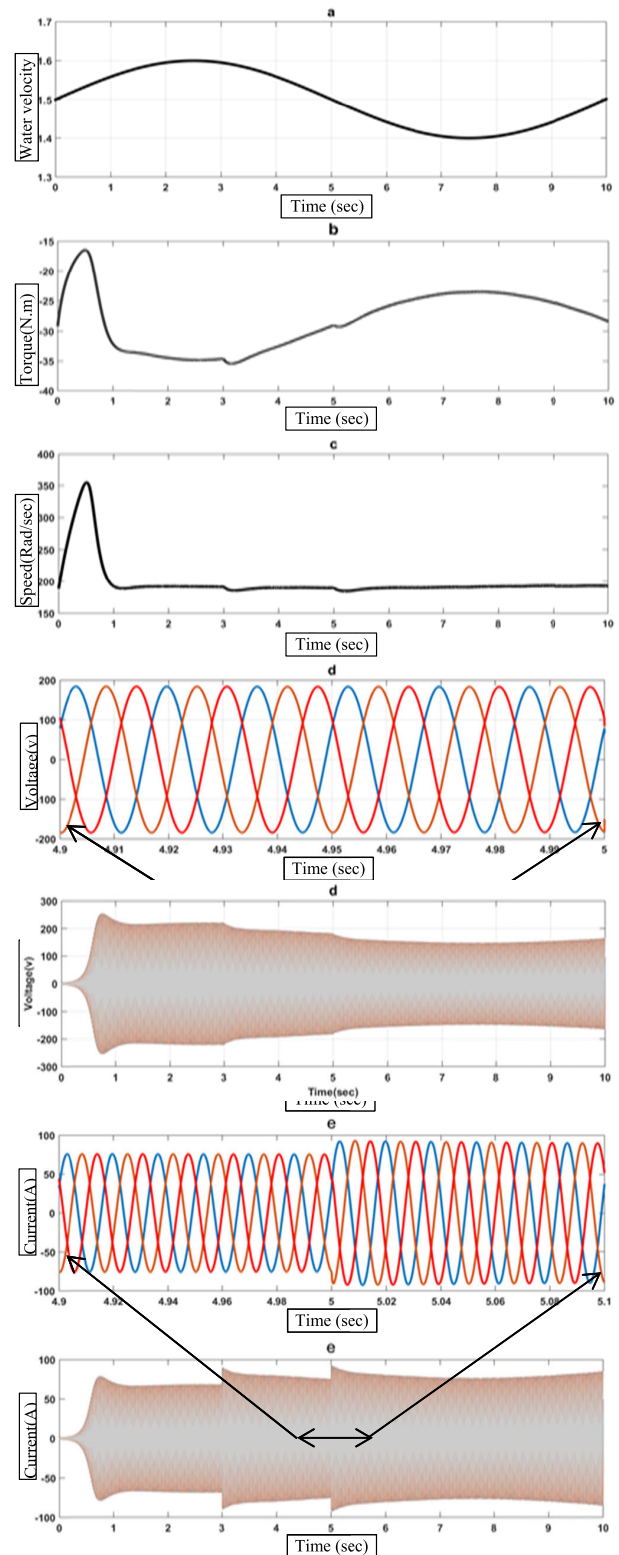 a
1.7
1.6
1.5
1.4
1.3
Water velocity
0 1 2 3 4 5 6 7 8 9 10
Time (sec)
b
-15
-20
-25
-30
-35
-40
Torque(N.m)
0 1 2 3 4 5 6 7 8 9 10
Time (sec)
c
400
350
300
250
200
150
Speed(Rad/sec)
0 1 2 3 4 5 6 7 8 9 10
Time (sec)
d
200
100
0
100
-200
Voltage(v)
4.9 4.91 4.92 4.93 4.94 4.95 4.96 4.97 4.98 4.99 5
Time (sec)
d
300
200
100
0
-100
-200
-300
Voltage(v)
0 1 2 3 4 5 6 7 8 9 10
Time(sec)
Time (sec)
e
100
50
0
-50
-100
Current(A)
4.9 4.92 4.94 4.96 4.98 5 5.02 5.04 5.06 5.08 5.1
Time (sec)
e
100
50
0
-50
-100
Current(A)
0 1 2 3 4 5 6 7 8 9 10
Time (sec)